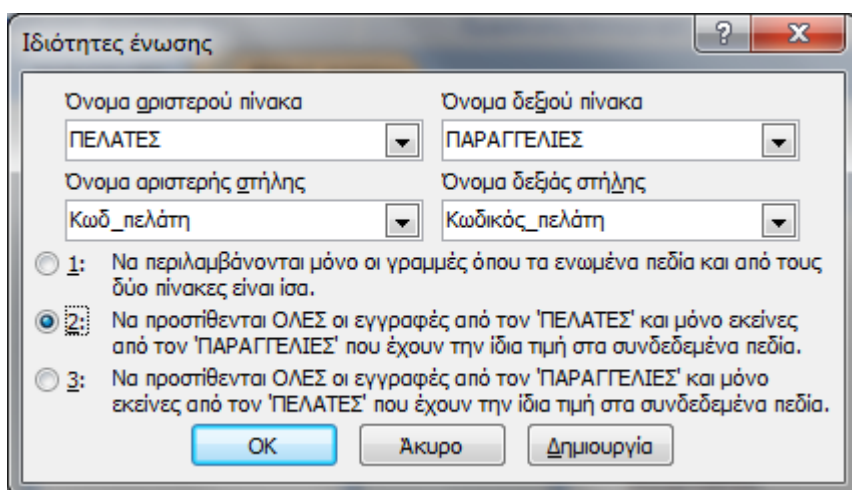 Ιδιότητες ένωσης
Όνομα αριστερού πίνακα
Όνομα δεξιού πίνακα
ΠΕΛΑΤΕΣ
ΠΑΡΑΓΓΕΛΙΕΣ
Όνομα αριστερής στήλης
Όνομα δεξιάς στήλης
Κωδ_πελάτη
Κωδικός_πελάτη
1: Να περιλαμβάνονται μόνο οι γραμμές όπου τα ενωμένα πεδία και από τους
δύο πίνακες είναι ίσα.
2: Να προστίθενται ΟΛΕΣ οι εγγραφές από τον 'ΠΕΛΑΤΕΣ' και μόνο εκείνες
από τον 'ΠΑΡΑΓΓΕΛΙΕΣ' που έχουν την ίδια τιμή στα συνδεδεμένα πεδία.
3: Να προστίθενται ΟΛΕΣ οι εγγραφές από τον 'ΠΑΡΑΓΓΕΛΙΕΣ' και μόνο
εκείνες από τον 'ΠΕΛΑΤΕΣ' που έχουν την ίδια τιμή στα συνδεδεμένα πεδία.
OK
Άκυρο
Δημιουργία